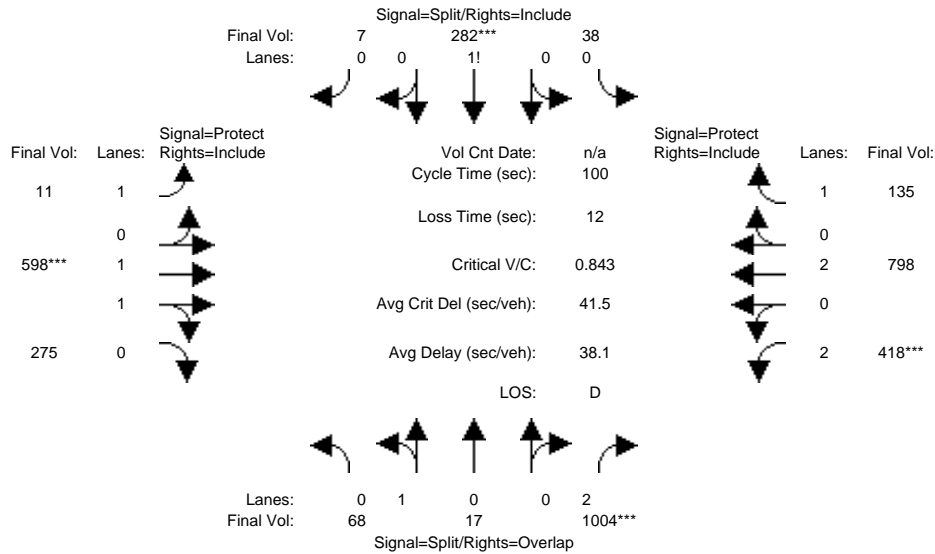 Signal=Split/Rights=Include
Final Vol: 7 282*** 38
Lanes: 0 0 1! 0 0
Signal=Protect Signal=Protect
Final Vol: Lanes: Rights=Include Vol Cnt Date: n/a Rights=Include Lanes: Final Vol:
Cycle Time (sec): 100
11 1 1 135
Loss Time (sec): 12
0 0
598*** 1 Critical V/C: 0.843 2 798
1 Avg Crit Del (sec/veh): 41.5 0
275 0 Avg Delay (sec/veh): 38.1 2 418***
LOS: D
Lanes: 0 1 0 0 2
Final Vol: 68 17 1004***
Signal=Split/Rights=Overlap